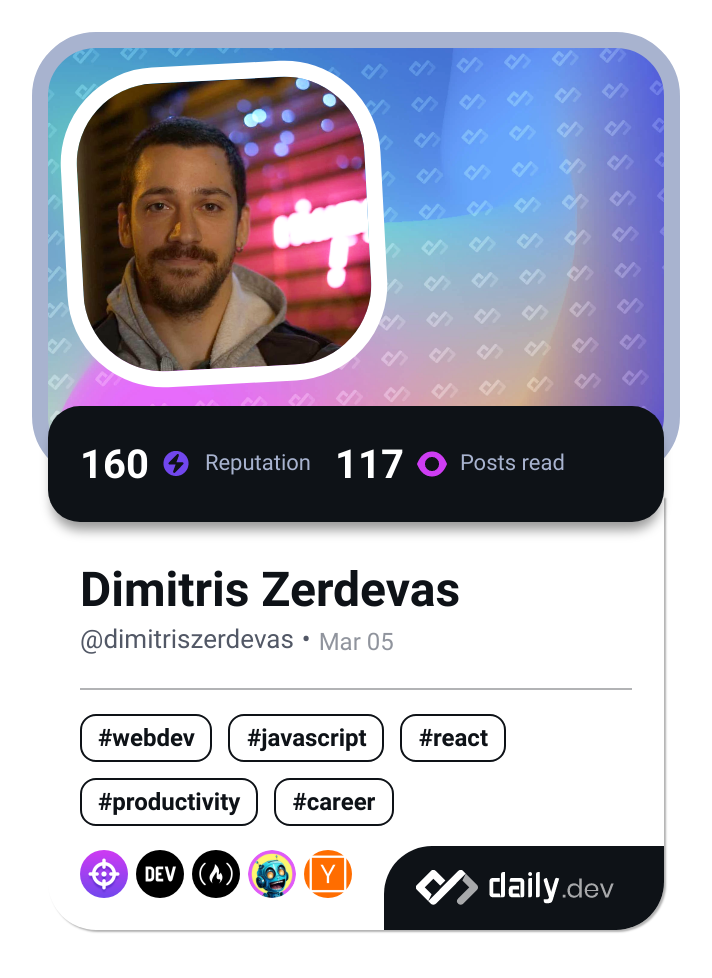 160 Reputation 117 Posts read
Dimitris Zerdevas
@dimitriszerdevas • Mar 05
#webdev #javascript #react
#productivity #career
DEV Y daily.dev